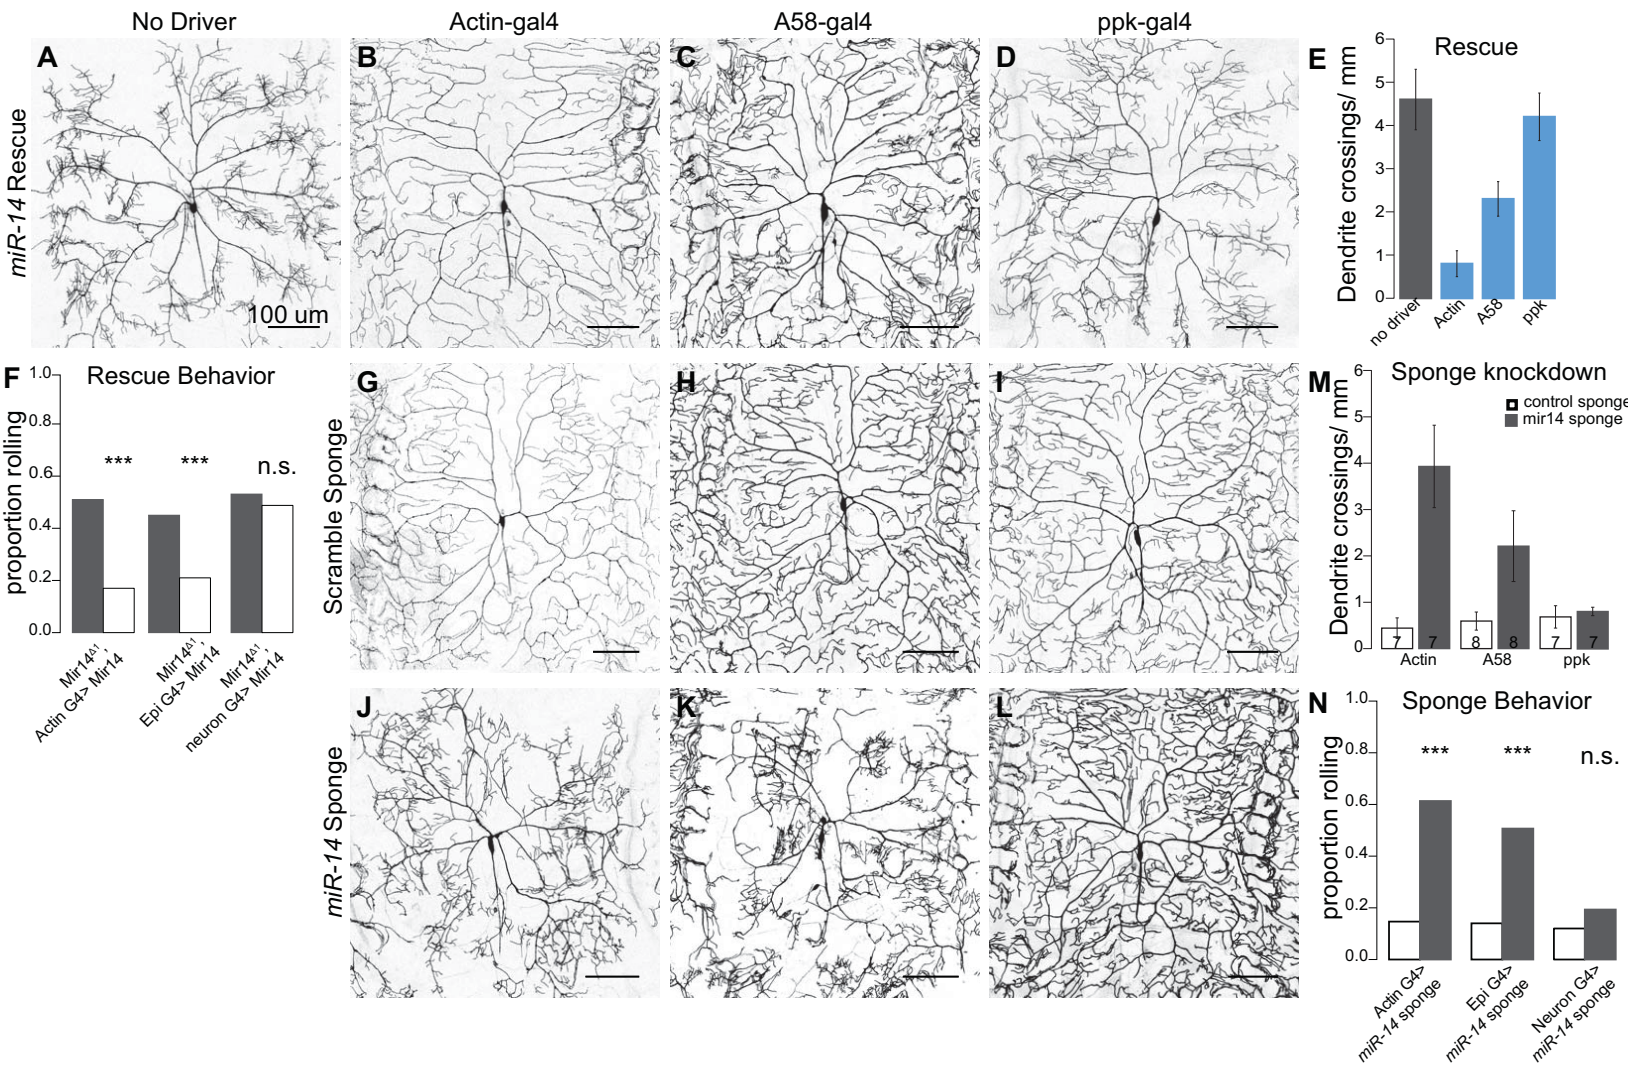 No Driver
Actin-gal4
A58-gal4
ppk-gal4
miR-14 Rescue
A
100 um
B
C
D
E
Rescue
Dendrite crossings/ mm
6
5
4
3
2
1
0
no driver
Actin
A58
ppk
F
Rescue Behavior
proportion rolling
1.0
0.8
0.6
0.4
0.2
0.0
***
***
n.s.
Mir14Δ1,
Actin G4> Mir14
Mir14Δ1,
Epi G4> Mir14
Mir14Δ1,
neuron G4> Mir14
Scramble Sponge
G
H
I
M
Sponge knockdown
control sponge
mir14 sponge
Dendrite crossings/ mm
6
5
4
3
2
1
0
7
7
8
8
7
7
Actin
A58
ppk
miR-14 Sponge
J
K
L
N
Sponge Behavior
proportion rolling
1.0
0.8
0.6
0.4
0.2
0.0
***
***
n.s.
Actin G4>
miR-14 sponge
Epi G4>
miR-14 sponge
Neuron G4>
miR-14 sponge